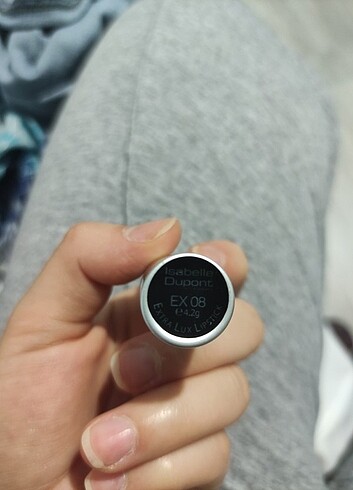 Isabelle
Dupont
EX 08
℮4,2g
EXTRA LUX LIPSTICK